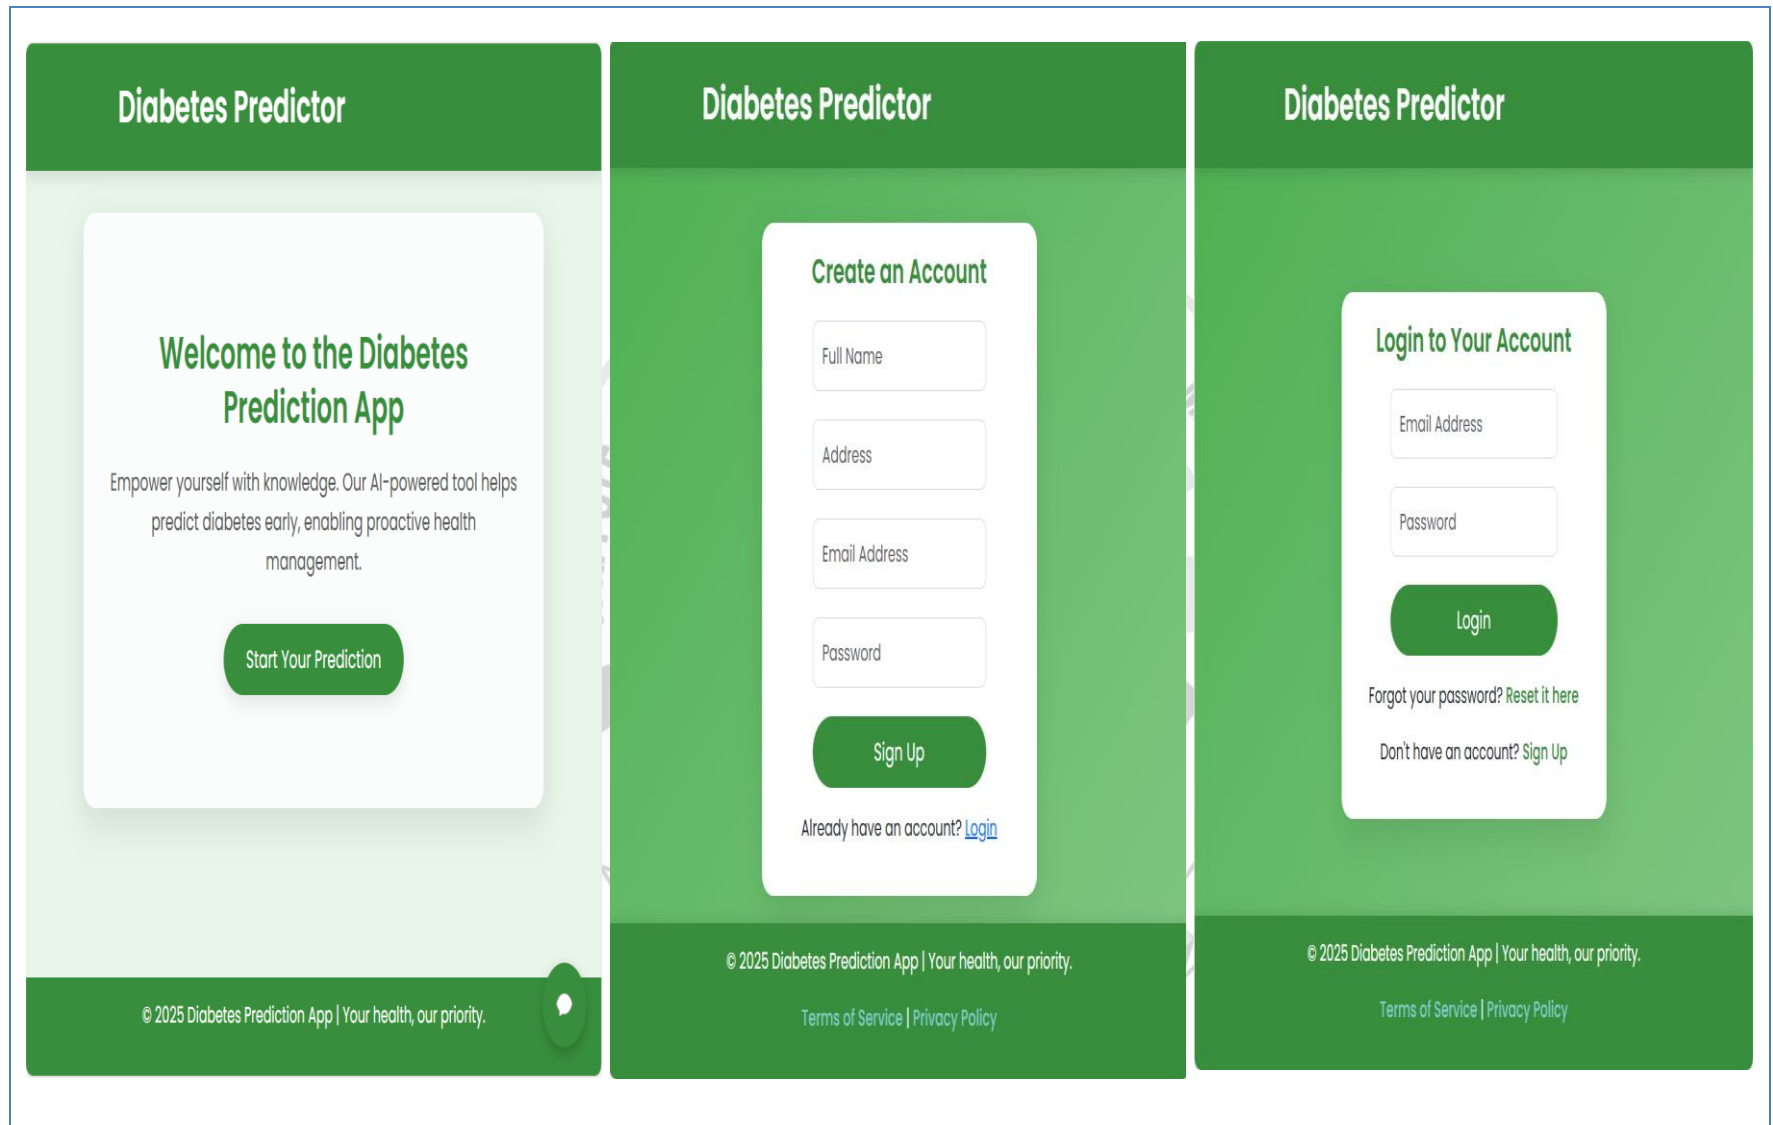 Diabetes Predictor
Welcome to the Diabetes
Prediction App
Empower yourself with knowledge. Our AI-powered tool helps
predict diabetes early, enabling proactive health
management.
Start Your Prediction
© 2025 Diabetes Prediction App | Your health, our priority.
Diabetes Predictor
Create an Account
Full Name
Address
Email Address
Password
Sign Up
Already have an account? Login
© 2025 Diabetes Prediction App | Your health, our priority.
Terms of Service | Privacy Policy
Diabetes Predictor
Login to Your Account
Email Address
Password
Login
Forgot your password? Reset it here
Don't have an account? Sign Up
© 2025 Diabetes Prediction App | Your health, our priority.
Terms of Service | Privacy Policy